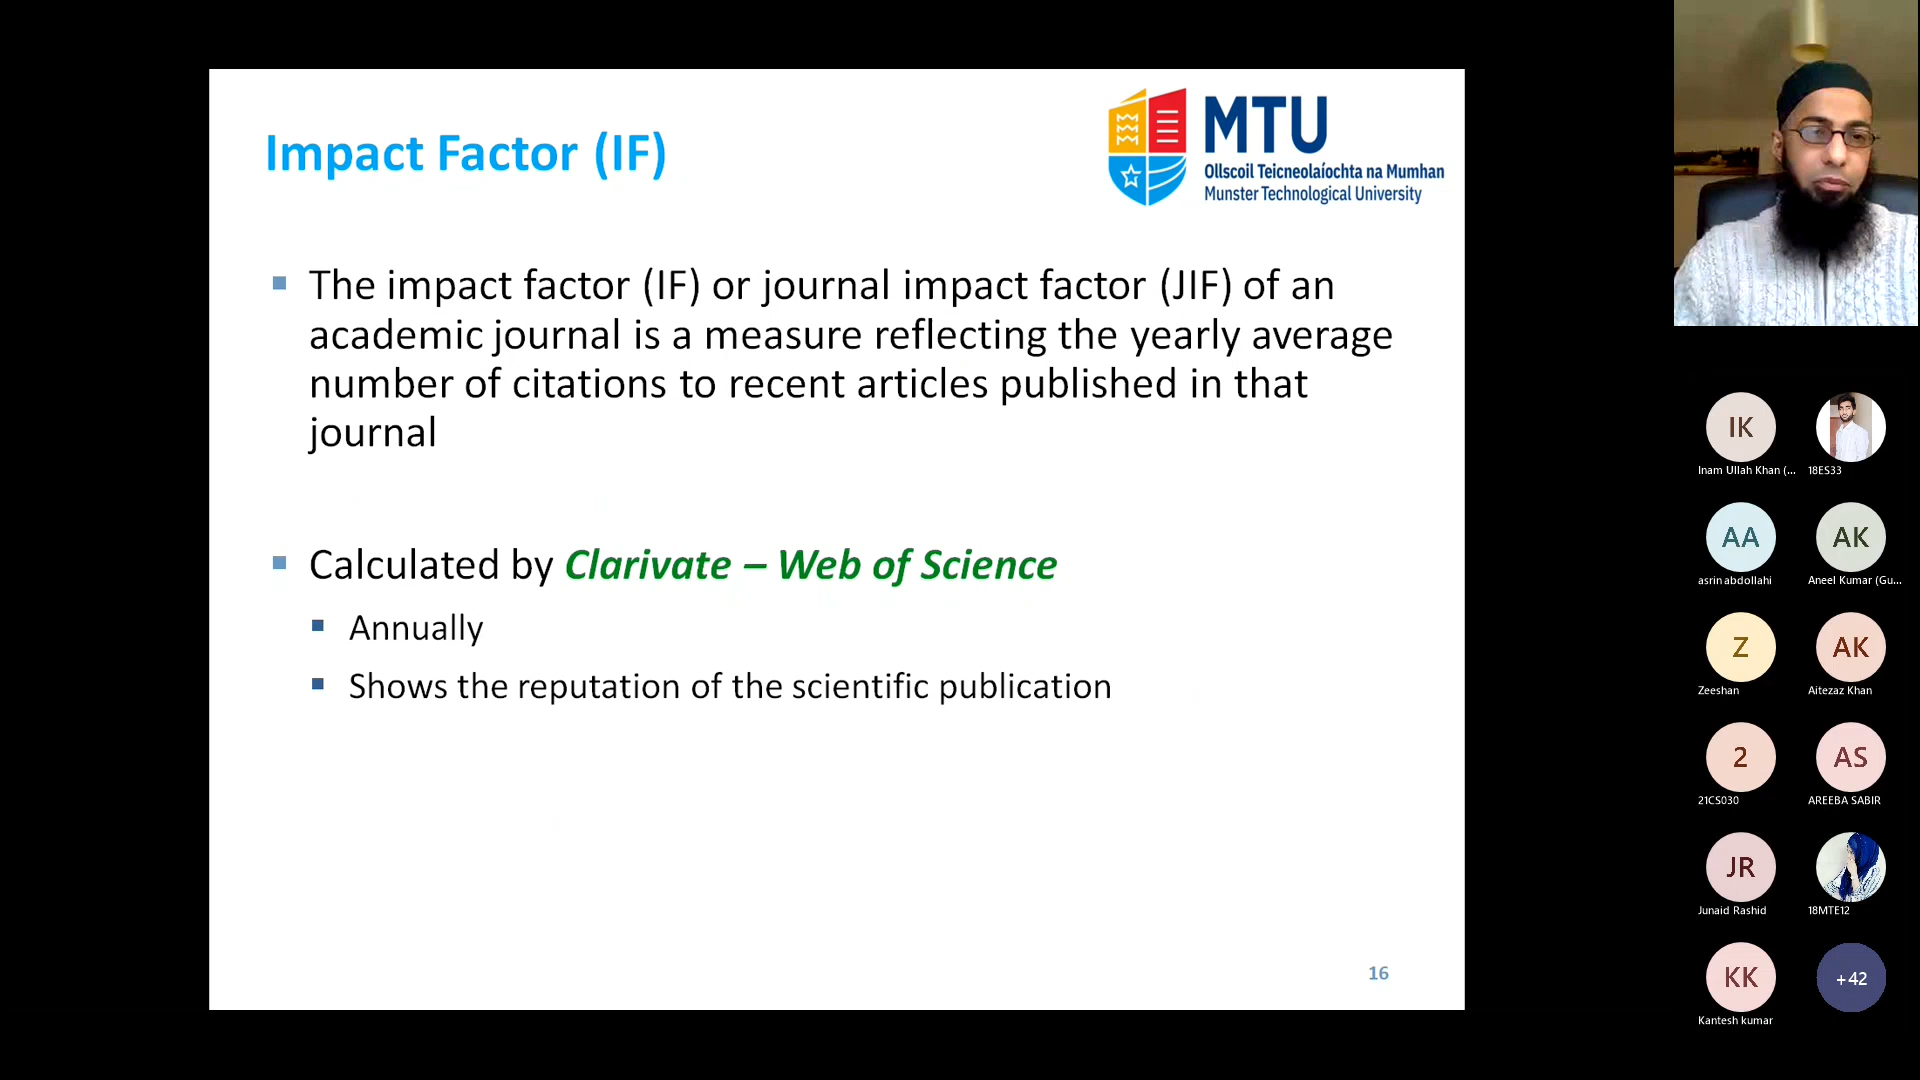 Impact Factor (IF)
MTU
Ollscoil Teicneolaíochta na Mumhan
Munster Technological University
The impact factor (IF) or journal impact factor (JIF) of an
academic journal is a measure reflecting the yearly average
number of citations to recent articles published in that
journal
Calculated by Clarivate – Web of Science
Annually
Shows the reputation of the scientific publication
16
IK
Inam Ullah Khan (...
18ES33
AA
asrin abdollahi
AK
Aneel Kumar (Gu...
Z
Zeeshan
AK
Aitezaz Khan
2
21CS030
AS
AREEBA SABIR
JR
Junaid Rashid
18MTE12
KK
Kantesh kumar
+42